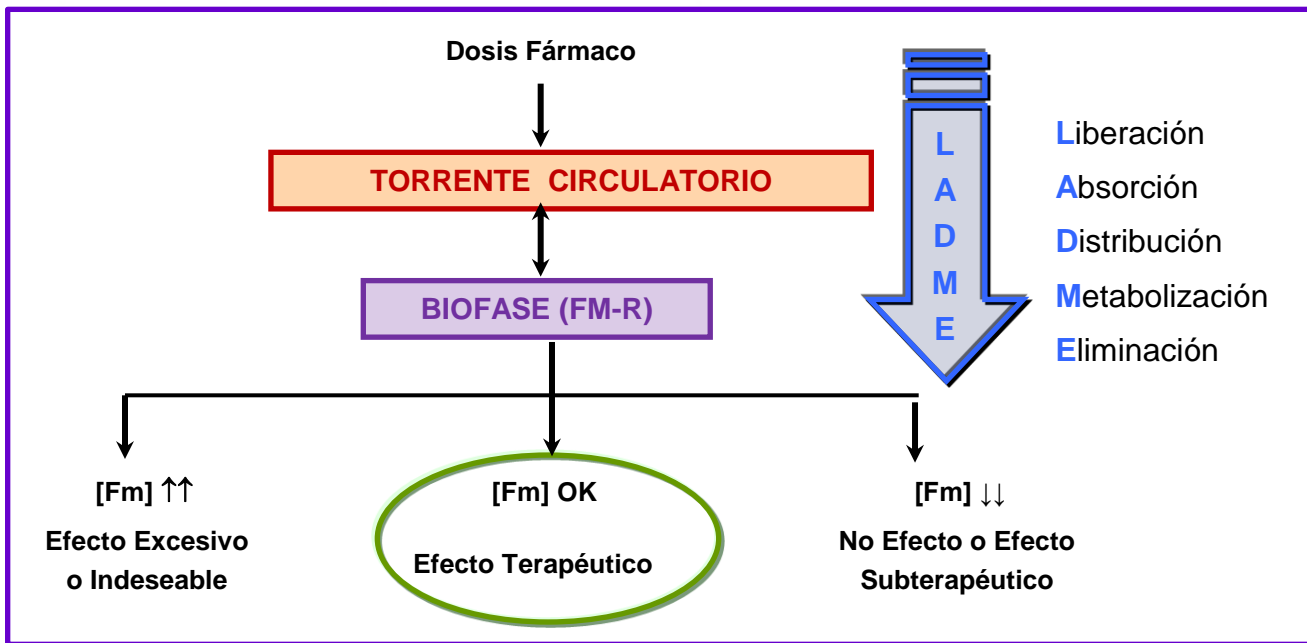 Dosis Fármaco
TORRENTE CIRCULATORIO
BIOFASE (FM-R)
L
A
D
M
E
Liberación
Absorción
Distribución
Metabolización
Eliminación
[Fm] ↑↑
Efecto Excesivo
o Indeseable
[Fm] OK
Efecto Terapéutico
[Fm] ↓↓
No Efecto o Efecto
Subterapéutico